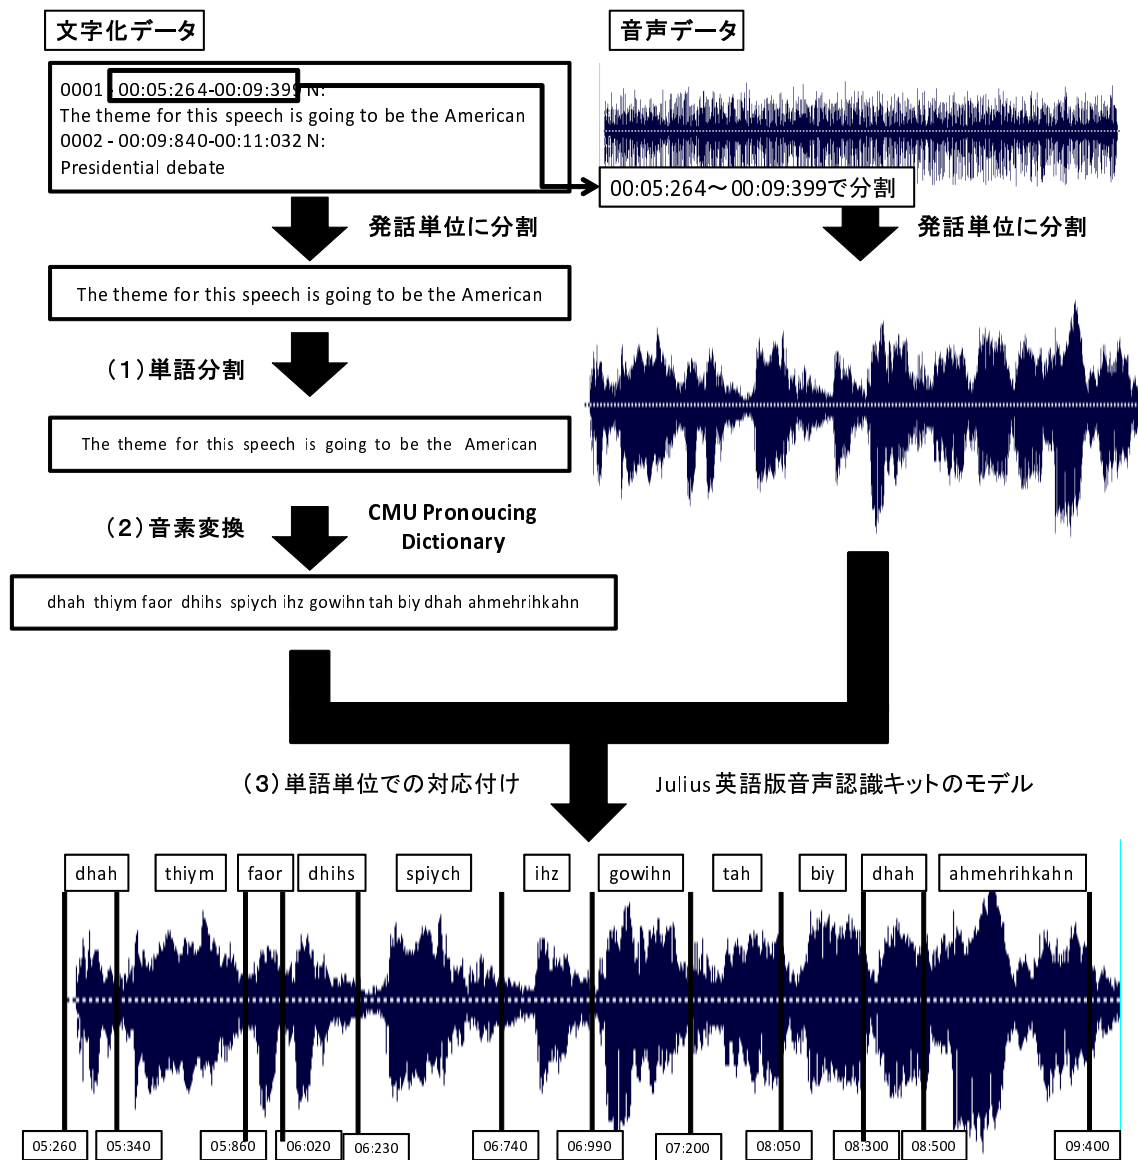 文字化データ
音声データ
0001 - 00:05:264-00:09:399 N:
The theme for this speech is going to be the American
0002 - 00:09:840-00:11:032 N:
Presidential debate
00:05:264～00:09:399で分割
発話単位に分割
発話単位に分割
The theme for this speech is going to be the American
（１）単語分割
The theme for this speech is going to be the American
（２）音素変換
CMU Pronoucing
Dictionary
dhah thiym faor dhihs spiych ihz gowihn tah biy dhah ahmehrihkahn
（３）単語単位での対応付け
Julius 英語版音声認識キットのモデル
dhah thiym faor dhihs spiych ihz gowihn tah biy dhah ahmehrihkahn
05:260 05:340 05:860 06:020 06:230 06:740 06:990 07:200 08:050 08:300 08:500 09:400